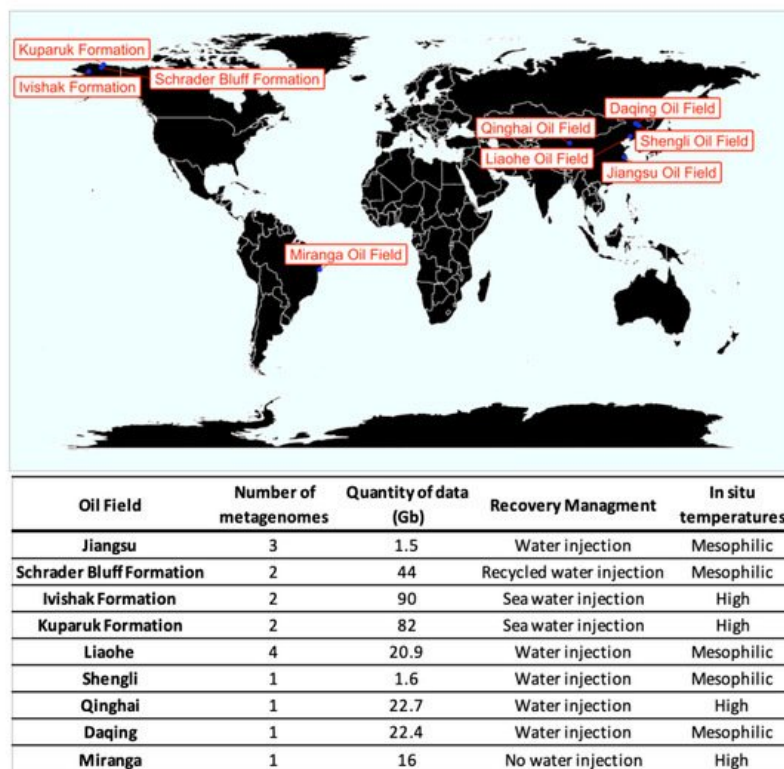 Kuparuk Formation
Schrader Bluff Formation
Ivishak Formation
Daqing Oil Field
Qinghai Oil Field
Shengli Oil Field
Liaohe Oil Field
Jiangsu Oil Field
Miranga Oil Field
Oil Field Number of metagenomes Quantity of data (Gb) Recovery Managment In situ temperatures
Jiangsu 3 1.5 Water injection Mesophilic
Schrader Bluff Formation 2 44 Recycled water injection Mesophilic
Ivishak Formation 2 90 Sea water injection High
Kuparuk Formation 2 82 Sea water injection High
Liaohe 4 20.9 Water injection Mesophilic
Shengli 1 1.6 Water injection Mesophilic
Qinghai 1 22.7 Water injection High
Daqing 1 22.4 Water injection Mesophilic
Miranga 1 16 No water injection High